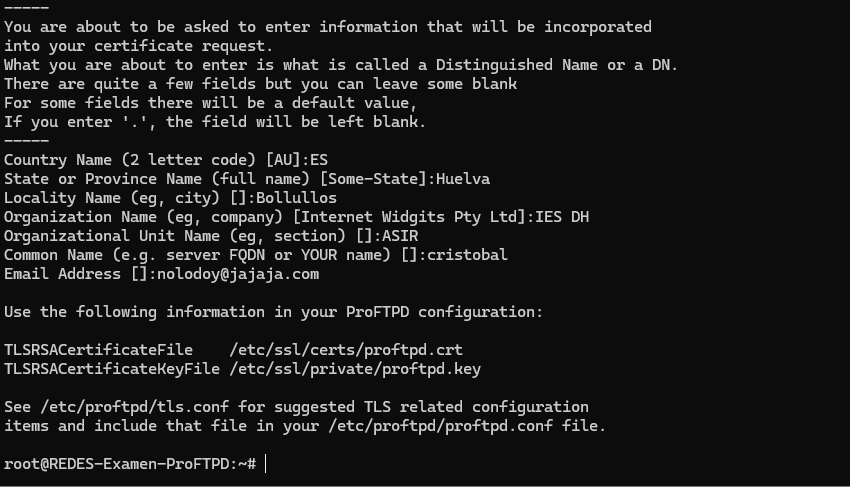 -----
You are about to be asked to enter information that will be incorporated
into your certificate request.
What you are about to enter is what is called a Distinguished Name or a DN.
There are quite a few fields but you can leave some blank
For some fields there will be a default value,
If you enter '.', the field will be left blank.
-----
Country Name (2 letter code) [AU]:ES
State or Province Name (full name) [Some-State]:Huelva
Locality Name (eg, city) []:Bollullos
Organization Name (eg, company) [Internet Widgits Pty Ltd]:IES DH
Organizational Unit Name (eg, section) []:ASIR
Common Name (e.g. server FQDN or YOUR name) []:cristobal
Email Address []:nolodoy@jajaja.com

Use the following information in your ProFTPD configuration:

TLSRSACertificateFile    /etc/ssl/certs/proftpd.crt
TLSRSACertificateKeyFile /etc/ssl/private/proftpd.key

See /etc/proftpd/tls.conf for suggested TLS related configuration
items and include that file in your /etc/proftpd/proftpd.conf file.

root@REDES-Examen-ProFTPD:~#